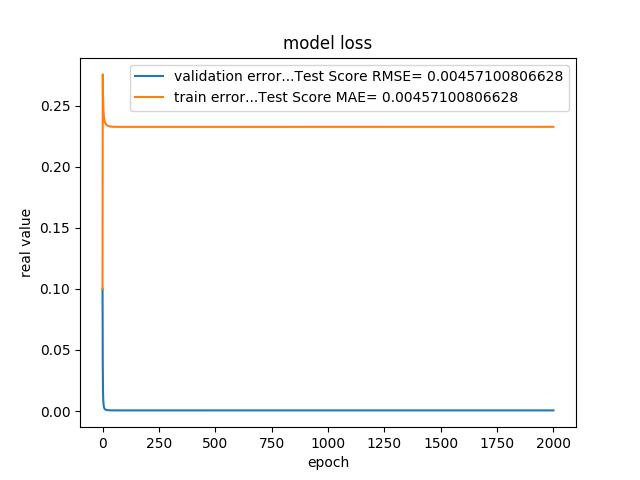 model loss
validation error...Test Score RMSE= 0.00457100806628
train error...Test Score MAE= 0.00457100806628
real value
0.25
0.20
0.15
0.10
0.05
0.00
0 250 500 750 1000 1250 1500 1750 2000
epoch